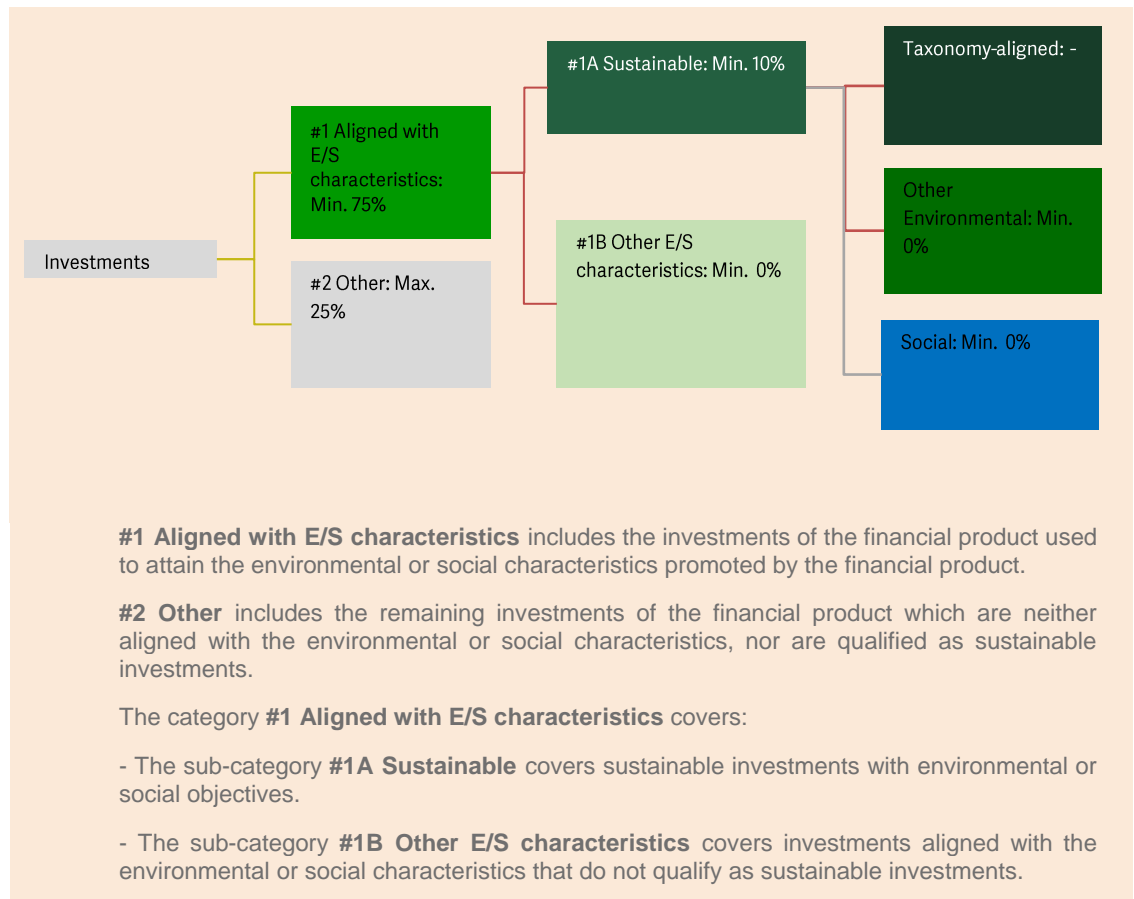 Investments
#1 Aligned with
E/S
characteristics:
Min. 75%
#2 Other: Max.
25%
#1A Sustainable: Min. 10%
#1B Other E/S
characteristics: Min. 0%
Taxonomy-aligned: -
Other
Environmental: Min.
0%
Social: Min. 0%
#1 Aligned with E/S characteristics includes the investments of the financial product used
to attain the environmental or social characteristics promoted by the financial product.
#2 Other includes the remaining investments of the financial product which are neither
aligned with the environmental or social characteristics, nor are qualified as sustainable
investments.
The category #1 Aligned with E/S characteristics covers:
- The sub-category #1A Sustainable covers sustainable investments with environmental or
social objectives.
- The sub-category #1B Other E/S characteristics covers investments aligned with the
environmental or social characteristics that do not qualify as sustainable investments.